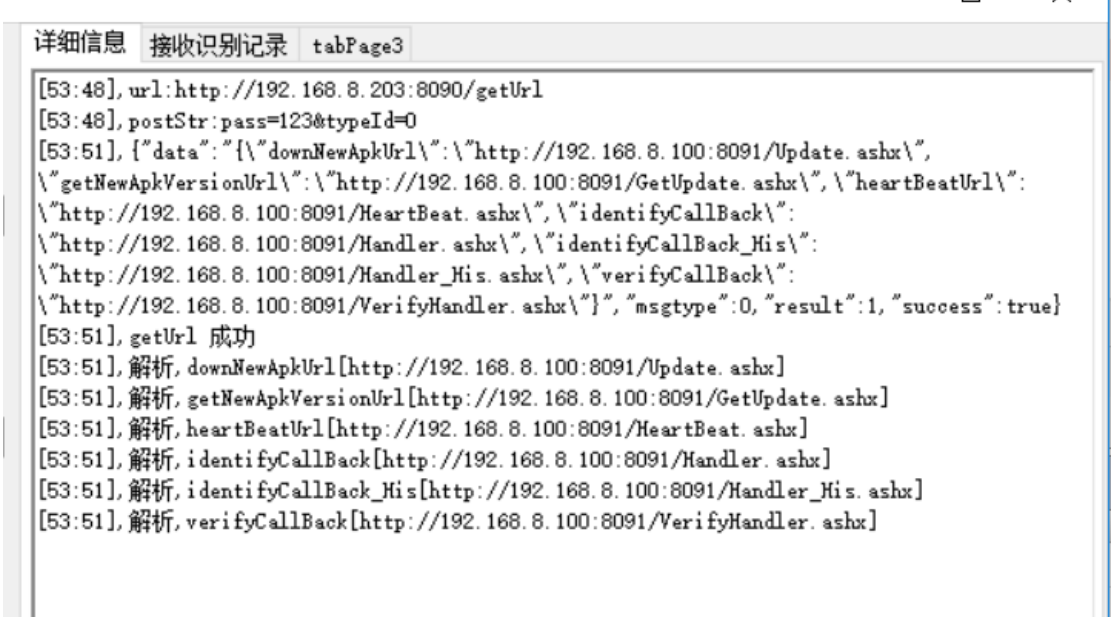 详细信息 接收识别记录 tabPage3
[53:48],url:http://192.168.8.203:8090/getUrl
[53:48],postStr:pass=123&typeId=0
[53:51],{"data":"{\"downNewApkUrl\":\"http://192.168.8.100:8091/Update.ashx\",
\"getNewApkVersionUrl\":\"http://192.168.8.100:8091/GetUpdate.ashx\",\"heartBeatUrl\":
\"http://192.168.8.100:8091/HeartBeat.ashx\",\"identifyCallBack\":
\"http://192.168.8.100:8091/Handler.ashx\",\"identifyCallBack_His\":
\"http://192.168.8.100:8091/Handler_His.ashx\",\"verifyCallBack\":
\"http://192.168.8.100:8091/VerifyHandler.ashx\"}","msgtype":0,"result":1,"success":true}
[53:51],getUrl 成功
[53:51],解析,downNewApkUrl[http://192.168.8.100:8091/Update.ashx]
[53:51],解析,getNewApkVersionUrl[http://192.168.8.100:8091/GetUpdate.ashx]
[53:51],解析,heartBeatUrl[http://192.168.8.100:8091/HeartBeat.ashx]
[53:51],解析,identifyCallBack[http://192.168.8.100:8091/Handler.ashx]
[53:51],解析,identifyCallBack_His[http://192.168.8.100:8091/Handler_His.ashx]
[53:51],解析,verifyCallBack[http://192.168.8.100:8091/VerifyHandler.ashx]